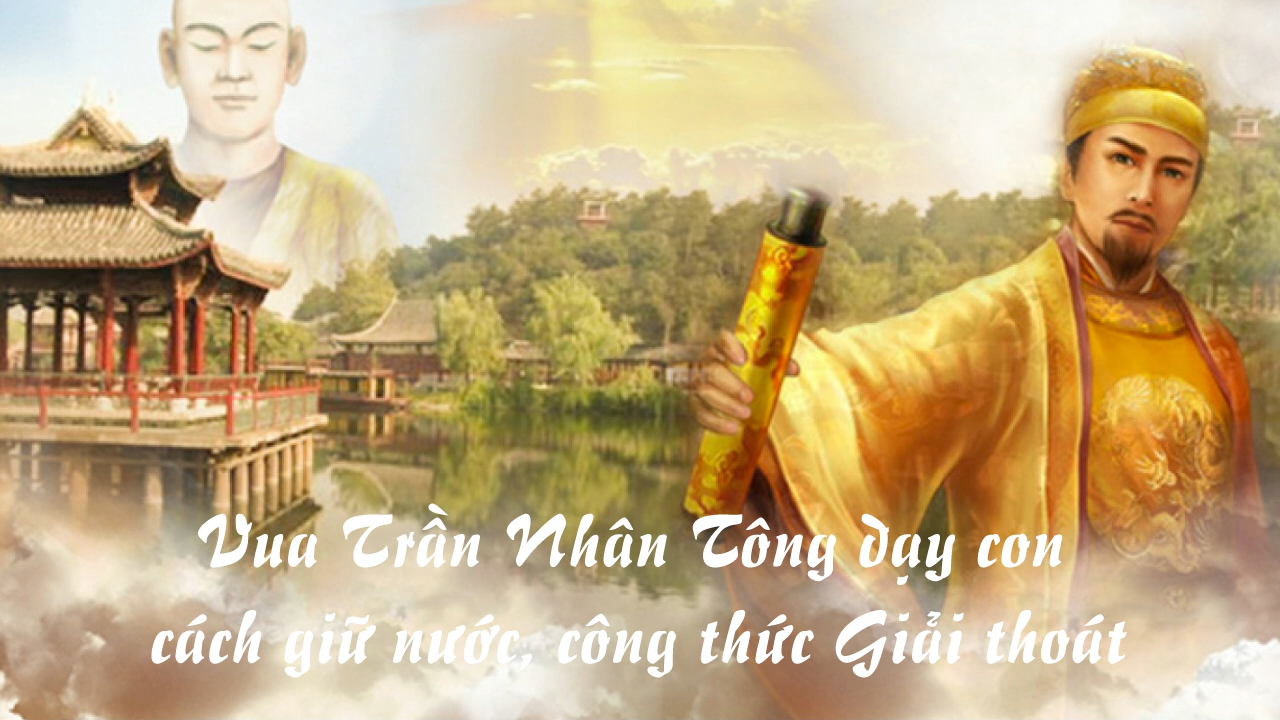 Vua Trần Nhân Tông dạy con
cách giữ nước, công thức Giải thoát